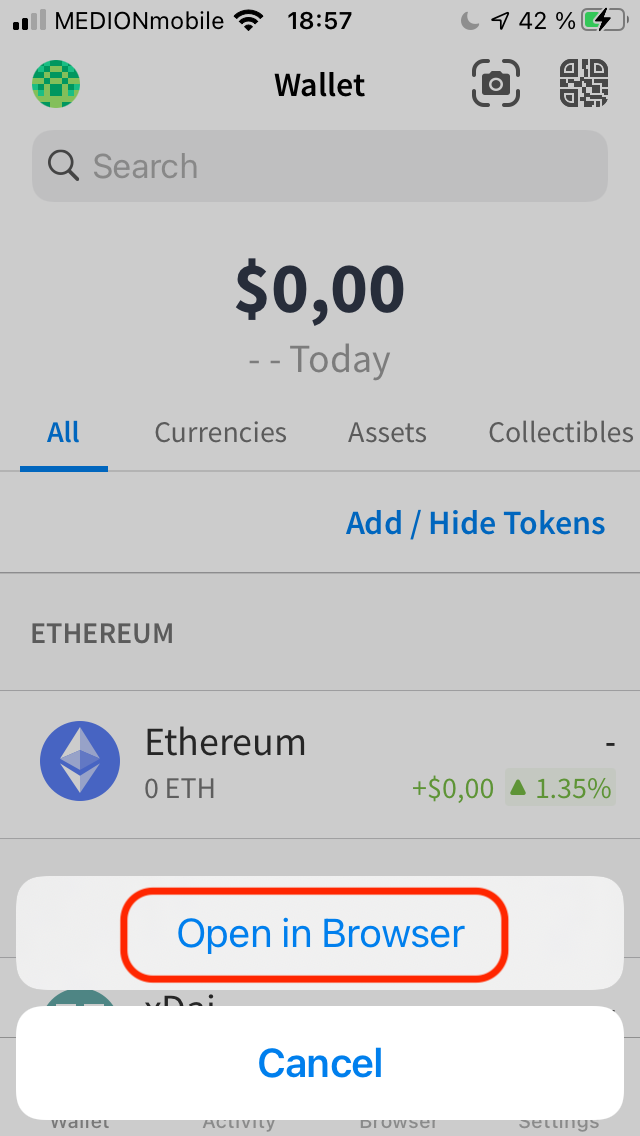 MEDIONmobile 18:57 42 %
Wallet
Search
$0,00
- - Today
All Currencies Assets Collectibles
Add / Hide Tokens
ETHEREUM
Ethereum -
0 ETH +$0,00 ▲ 1.35%
Open in Browser
xDai
Cancel
Wallet Activity Browser Settings